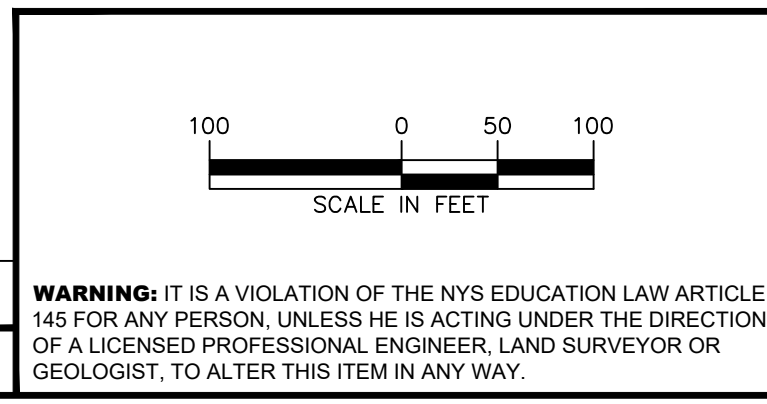 100 0 50 100
SCALE IN FEET
WARNING: IT IS A VIOLATION OF THE NYS EDUCATION LAW ARTICLE
145 FOR ANY PERSON, UNLESS HE IS ACTING UNDER THE DIRECTION
OF A LICENSED PROFESSIONAL ENGINEER, LAND SURVEYOR OR
GEOLOGIST, TO ALTER THIS ITEM IN ANY WAY.